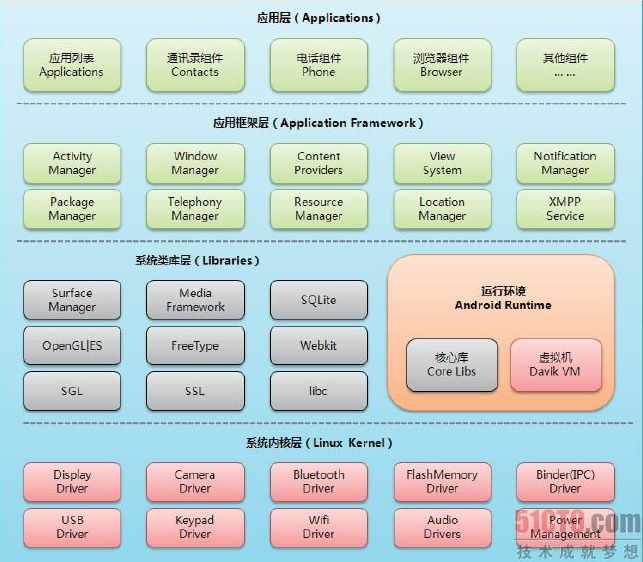 应用层（Applications）
应用列表
Applications
通讯录组件
Contacts
电话组件
Phone
浏览器组件
Browser
其他组件
... ...
应用框架层（Application Framework）
Activity
Manager
Window
Manager
Content
Providers
View
System
Notification
Manager
Package
Manager
Telephony
Manager
Resource
Manager
Location
Manager
XMPP
Service
系统类库层（Libraries）
Surface
Manager
Media
Framework
SQLite
OpenGL|ES
FreeType
Webkit
SGL
SSL
libc
运行环境
Android Runtime
核心库
Core Libs
虚拟机
Davik VM
系统内核层（Linux Kernel）
Display
Driver
Camera
Driver
Bluetooth
Driver
FlashMemory
Driver
Binder(IPC)
Driver
USB
Driver
Keypad
Driver
Wifi
Driver
Audio
Drivers
Power
Management
51CTO.com
技术成就梦想